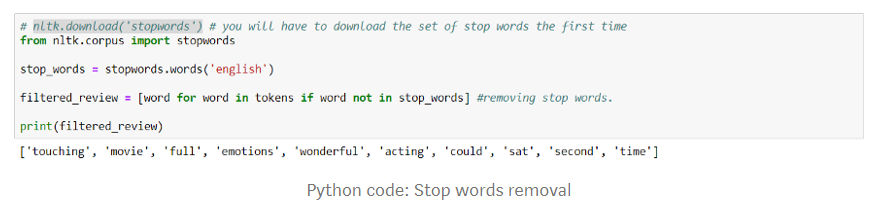 # nltk.download('stopwords') # you will have to download the set of stop words the first time
from nltk.corpus import stopwords
stop_words = stopwords.words('english')
filtered_review = [word for word in tokens if word not in stop_words] #removing stop words.
print(filtered_review)
['touching', 'movie', 'full', 'emotions', 'wonderful', 'acting', 'could', 'sat', 'second', 'time']
Python code: Stop words removal